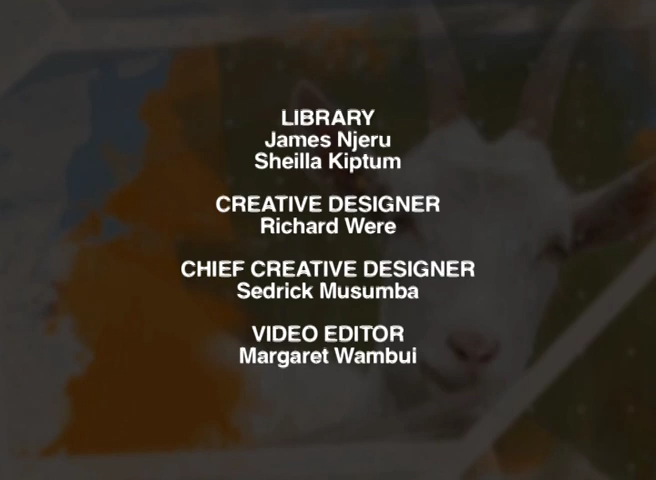 LIBRARY
James Njeru
Sheilla Kiptum
CREATIVE DESIGNER
Richard Were
CHIEF CREATIVE DESIGNER
Sedrick Musumba
VIDEO EDITOR
Margaret Wambui